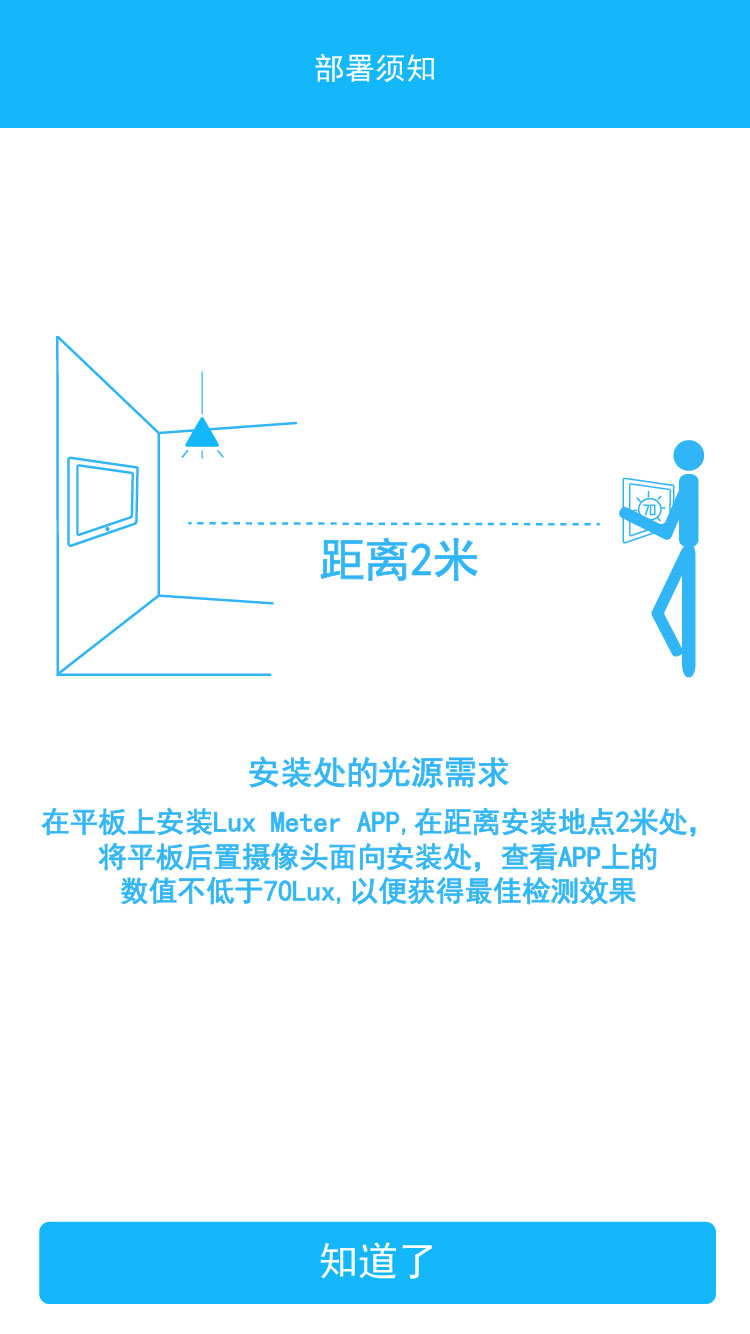 部署须知
70
距离2米
安装处的光源需求
在平板上安装Lux Meter APP,在距离安装地点2米处，
将平板后置摄像头面向安装处，查看APP上的
数值不低于70Lux,以便获得最佳检测效果
知道了